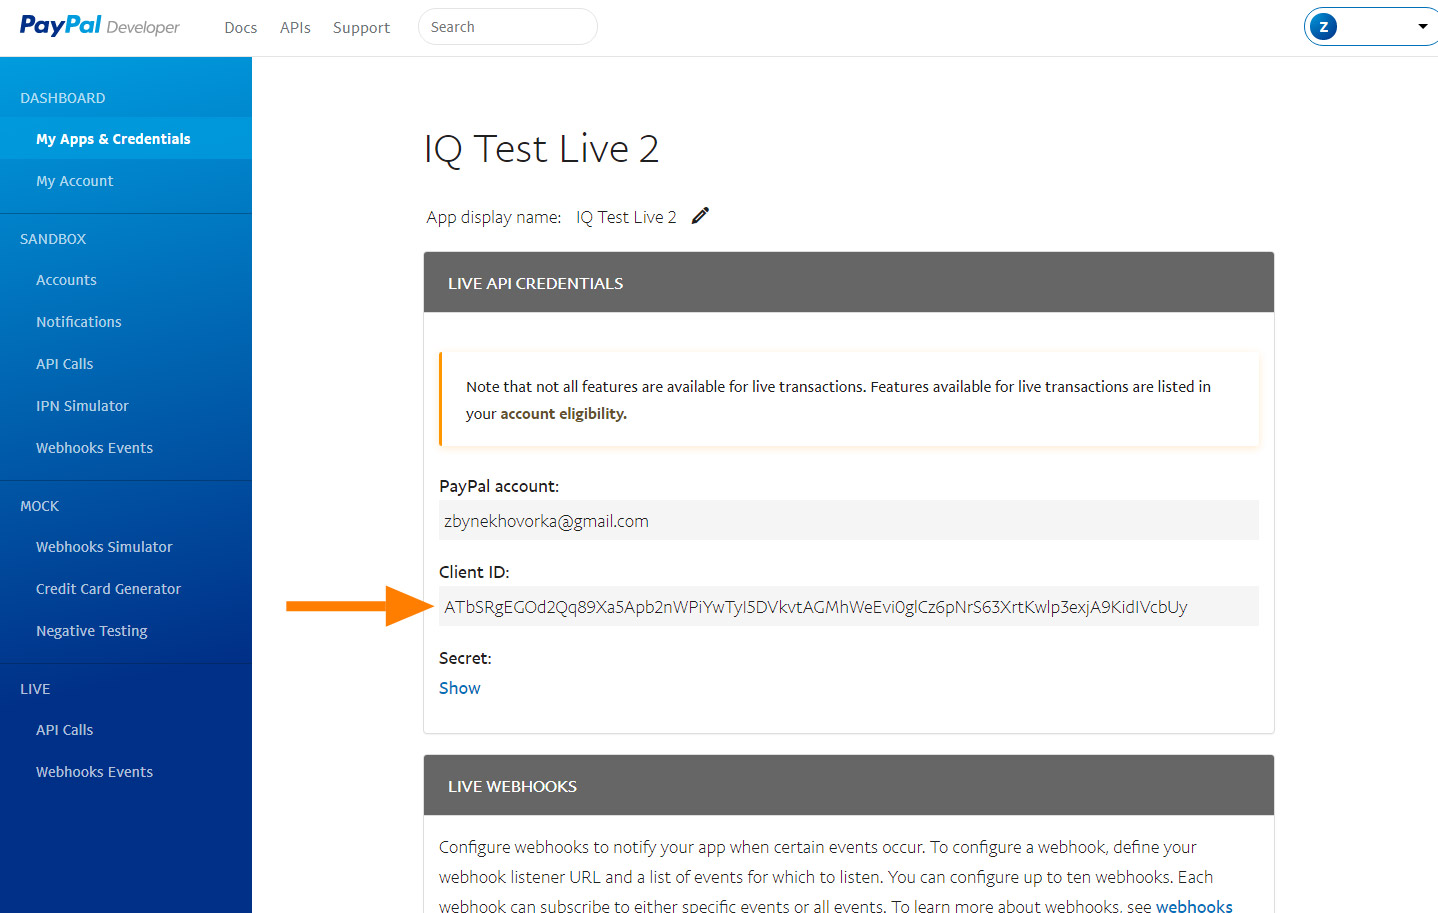 PayPal Developer
Docs APIs Support Search
Z
DASHBOARD
My Apps & Credentials
My Account
SANDBOX
Accounts
Notifications
API Calls
IPN Simulator
Webhooks Events
MOCK
Webhooks Simulator
Credit Card Generator
Negative Testing
LIVE
API Calls
Webhooks Events
IQ Test Live 2
App display name: IQ Test Live 2
LIVE API CREDENTIALS
Note that not all features are available for live transactions. Features available for live transactions are listed in
your account eligibility.
PayPal account:
zbynekhovorka@gmail.com
Client ID:
ATbSRgEGOd2Qq89Xa5Apb2nWPiYwTyI5DVkvtAGMhWeEvi0glCz6pNrS63XrtKwlp3exjA9KidIVcbUy
Secret:
Show
LIVE WEBHOOKS
Configure webhooks to notify your app when certain events occur. To configure a webhook, define your
webhook listener URL and a list of events for which to listen. You can configure up to ten webhooks. Each
webhook can subscribe to either specific events or all events. To learn more about webhooks, see webhooks